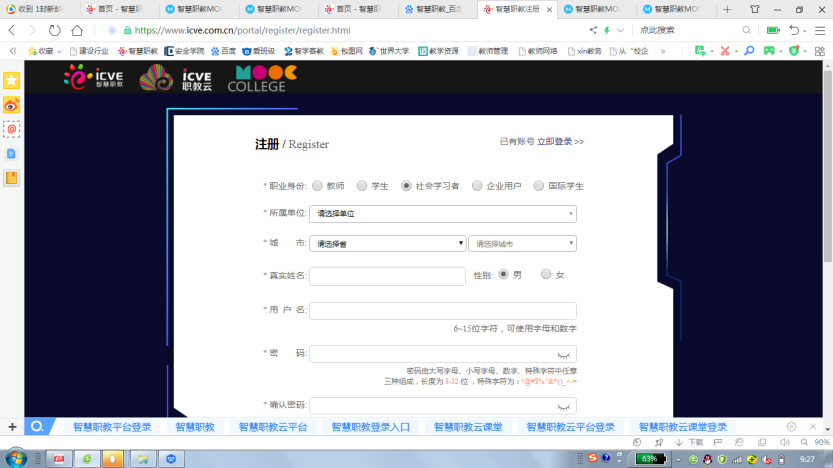 收到 1封新邮
首页 - 智慧职
智慧职教MO
智慧职教MO
首页 - 智慧职
智慧职教_百度
智慧职教注册
智慧职教MO
智慧职教MO
https://www.icve.com.cn/portal/register/register.html
点此搜索
收藏
建设行业
智慧职教
安全学院
百度
爱班级
智学客教
包图网
世界大学
教学资源
教师管理
教师网络
xin教务
从“校企
icve
智慧职教
ICVE
职教云
MOOC
COLLEGE
注册 / Register
已有账号 立即登录 >>
* 职业身份: 教师 学生 社会学习者 企业用户 国际学生
* 所属单位: 请选择单位
* 城 市: 请选择省 请选择城市
* 真实姓名: 性别: 男 女
* 用 户 名:
6~15位字符，可使用字母和数字
* 密 码:
密码由大写字母、小写字母、数字、特殊字符中任意
三种组成，长度为 8-32 位 ，特殊字符为：!@#$%^&*()_+-=
* 确认密码:
智慧职教平台登录
智慧职教
智慧职教云平台
智慧职教登录入口
智慧职教云课堂
智慧职教云平台登录
智慧职教云课堂登录
下载
90%
63%
9:27